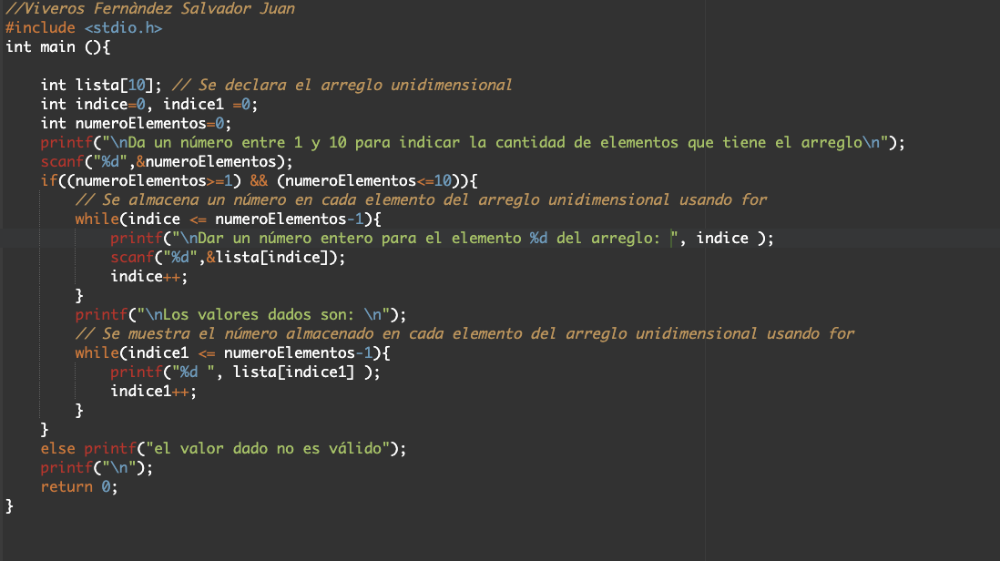 //Viveros Fernàndez Salvador Juan
#include <stdio.h>
int main (){
int lista[10]; // Se declara el arreglo unidimensional
int indice=0, indice1 =0;
int numeroElementos=0;
printf("\nDa un número entre 1 y 10 para indicar la cantidad de elementos que tiene el arreglo\n");
scanf("%d",&numeroElementos);
if((numeroElementos>=1) && (numeroElementos<=10)){
// Se almacena un número en cada elemento del arreglo unidimensional usando for
while(indice <= numeroElementos-1){
printf("\nDar un número entero para el elemento %d del arreglo: ", indice );
scanf("%d",&lista[indice]);
indice++;
}
printf("\nLos valores dados son: \n");
// Se muestra el número almacenado en cada elemento del arreglo unidimensional usando for
while(indice1 <= numeroElementos-1){
printf("%d ", lista[indice1] );
indice1++;
}
}
else printf("el valor dado no es válido");
printf("\n");
return 0;
}